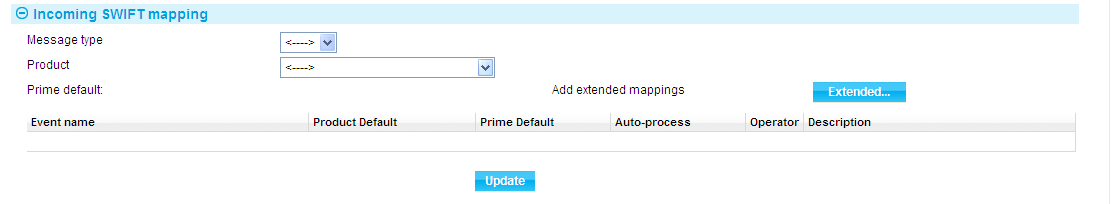 Incoming SWIFT mapping
Message type <---->
Product <---->
Prime default: Add extended mappings Extended...
Event name Product Default Prime Default Auto-process Operator Description
Update